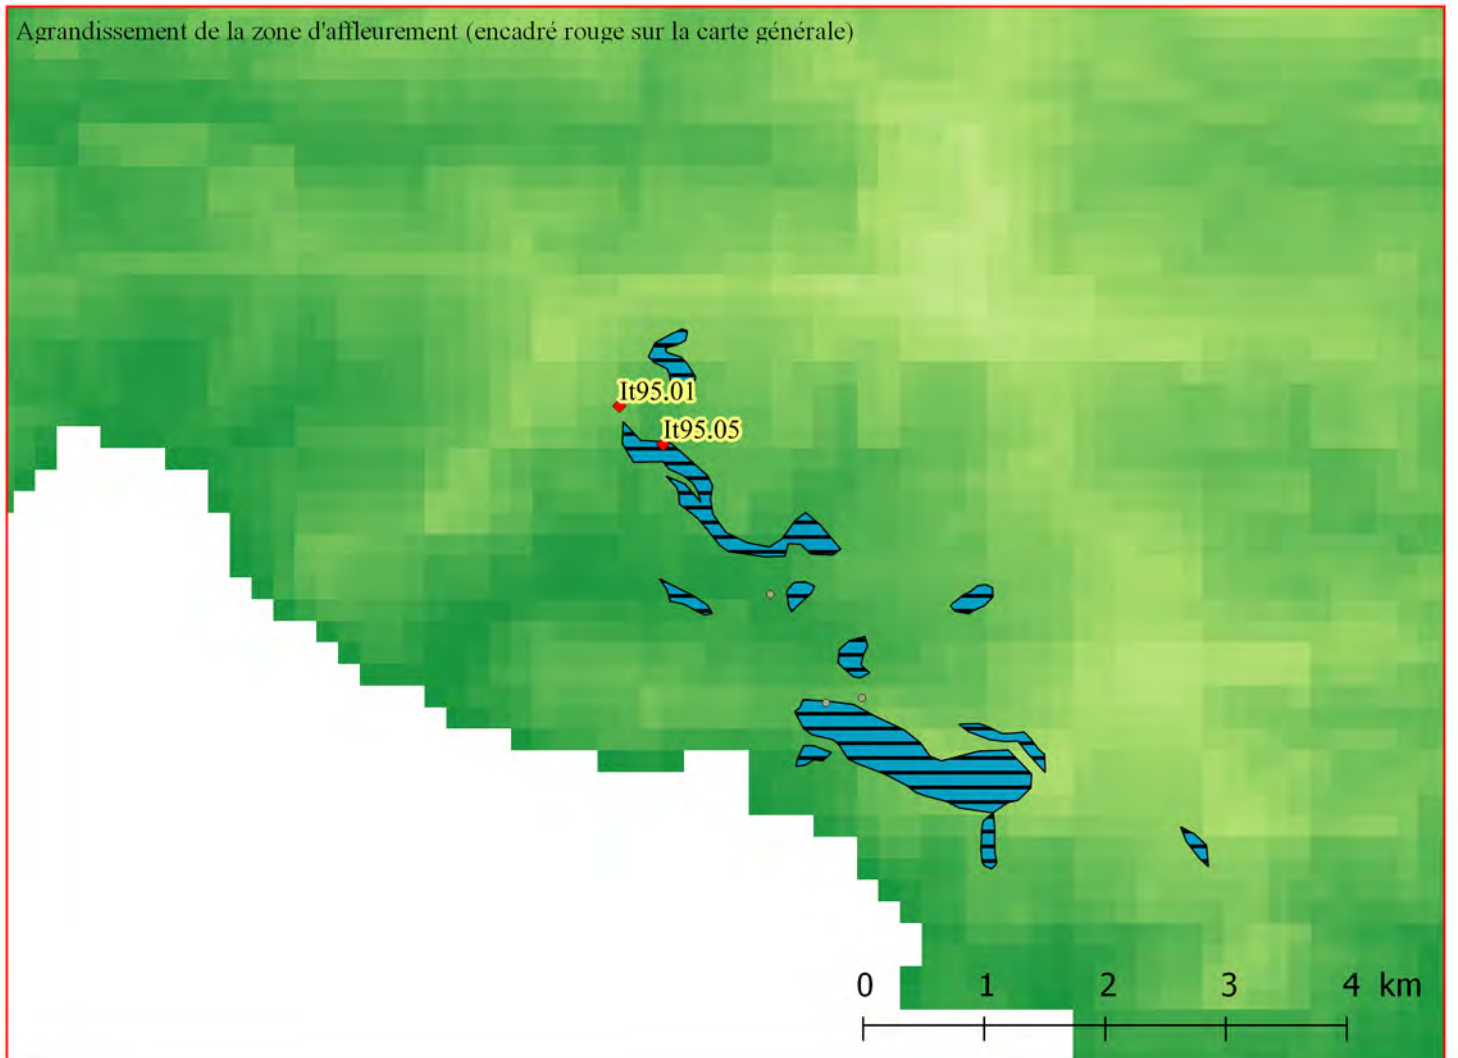 Agrandissement de la zone d'affleurement (encadré rouge sur la carte générale)
It95.01
It95.05
0 1 2 3 4 km